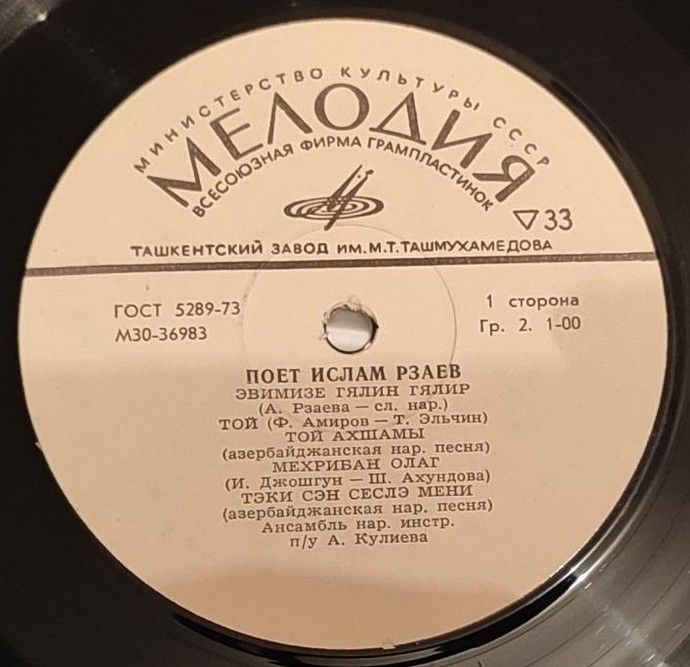 МИНИСТЕРСТВО КУЛЬТУРЫ СССР
МЕЛОДИЯ
ВСЕСОЮЗНАЯ ФИРМА ГРАМПЛАСТИНОК
▽33
ТАШКЕНТСКИЙ ЗАВОД ИМ. М.Т.ТАШМУХАМЕДОВА
ГОСТ 5289-73
М30-36983
1 сторона
Гр. 2. 1-00
ПОЕТ ИСЛАМ РЗАЕВ
ЭВИМИЗЕ ГЯЛИН ГЯЛИР
(А. Рзаева — сл. нар.)
ТОЙ (Ф. Амиров — Т. Эльчин)
ТОЙ АХШАМЫ
(азербайджанская нар. песня)
МЕХРИБАН ОЛАГ
(И. Джошгун — Ш. Ахундова)
ТЭКИ СЭН СЕСЛЭ МЕНИ
(азербайджанская нар. песня)
Ансамбль нар. инстр.
п/у А. Кулиева